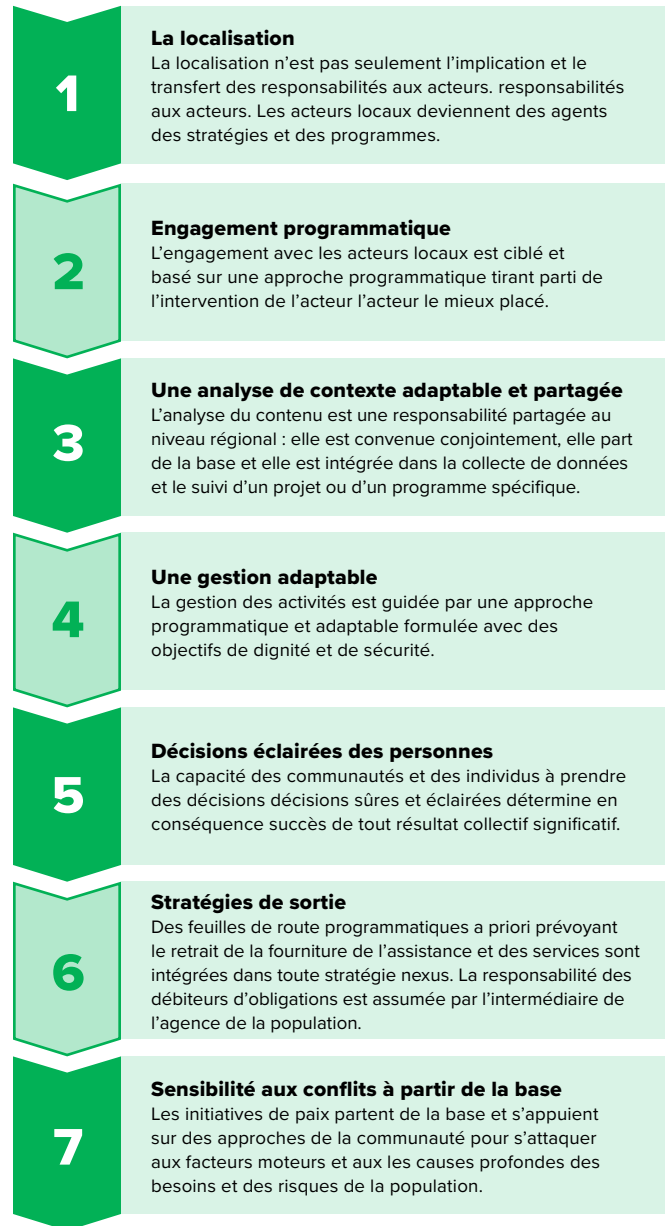 1
La localisation
La localisation n’est pas seulement l’implication et le
transfert des responsabilités aux acteurs. responsabilités
aux acteurs. Les acteurs locaux deviennent des agents
des stratégies et des programmes.
2
Engagement programmatique
L’engagement avec les acteurs locaux est ciblé et
basé sur une approche programmatique tirant parti de
l’intervention de l’acteur l’acteur le mieux placé.
3
Une analyse de contexte adaptable et partagée
L’analyse du contenu est une responsabilité partagée au
niveau régional : elle est convenue conjointement, elle part
de la base et elle est intégrée dans la collecte de données
et le suivi d’un projet ou d’un programme spécifique.
4
Une gestion adaptable
La gestion des activités est guidée par une approche
programmatique et adaptable formulée avec des
objectifs de dignité et de sécurité.
5
Décisions éclairées des personnes
La capacité des communautés et des individus à prendre
des décisions décisions sûres et éclairées détermine en
conséquence succès de tout résultat collectif significatif.
6
Stratégies de sortie
Des feuilles de route programmatiques a priori prévoyant
le retrait de la fourniture de l’assistance et des services sont
intégrées dans toute stratégie nexus. La responsabilité des
débiteurs d’obligations est assumée par l’intermédiaire de
l’agence de la population.
7
Sensibilité aux conflits à partir de la base
Les initiatives de paix partent de la base et s’appuient
sur des approches de la communauté pour s’attaquer
aux facteurs moteurs et aux les causes profondes des
besoins et des risques de la population.